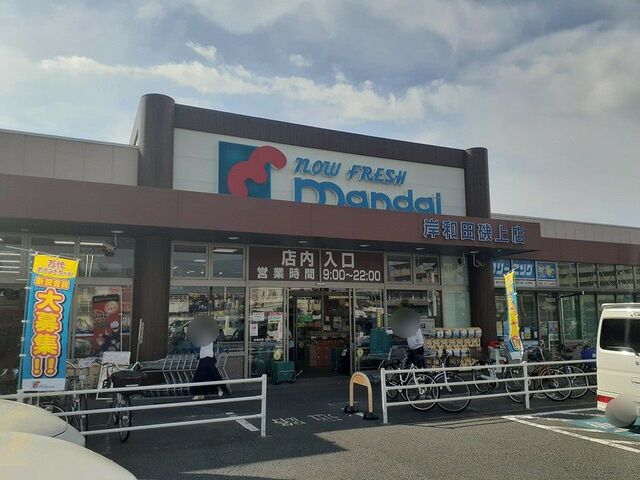 now FRESH
mandai
岸和田磯上店
店内入口
営業時間 9:00〜22:00
万代
大募集!!